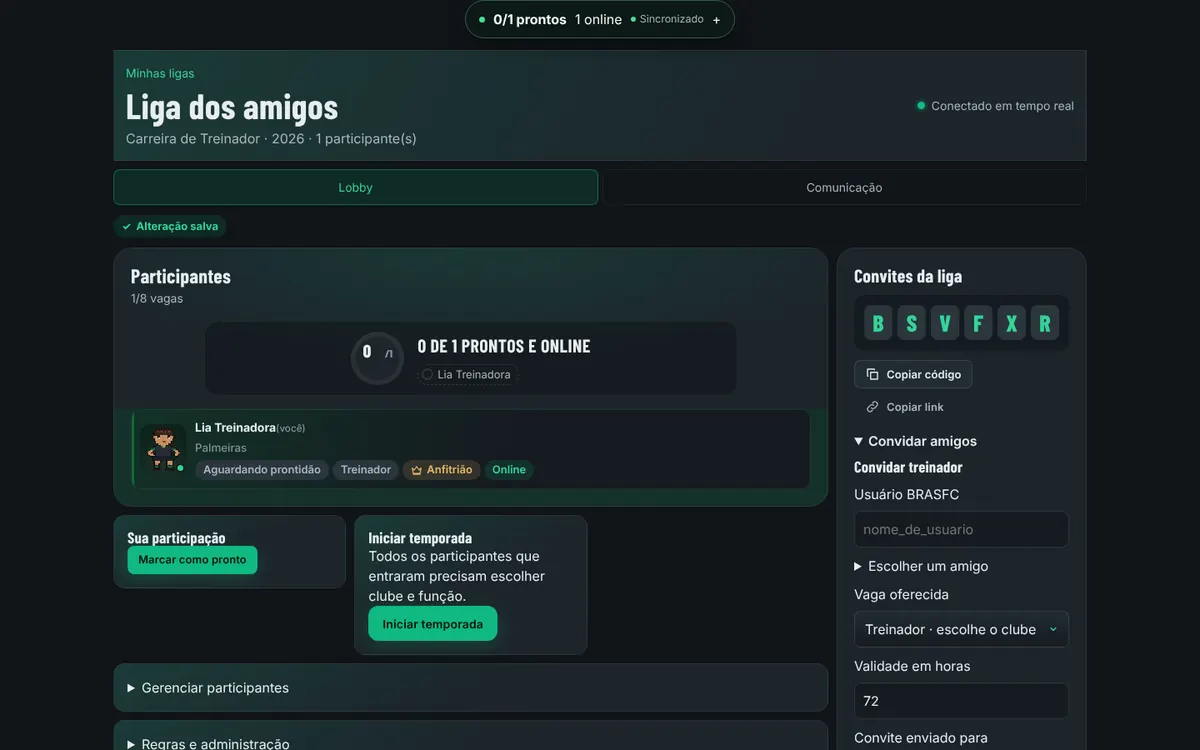 0/1 prontos 1 online Sincronizado +
Minhas ligas
Liga dos amigos
Carreira de Treinador · 2026 · 1 participante(s)
Conectado em tempo real
Lobby
Comunicação
Alteração salva
Participantes
1/8 vagas
0 /1
0 DE 1 PRONTOS E ONLINE
Lia Treinadora
Lia Treinadora(você)
Palmeiras
Aguardando prontidão Treinador Anfitrião Online
Sua participação
Marcar como pronto
Iniciar temporada
Todos os participantes que
entraram precisam escolher
clube e função.
Iniciar temporada
Gerenciar participantes
Regras e administração
Convites da liga
B S V F X R
Copiar código
Copiar link
Convidar amigos
Convidar treinador
Usuário BRASFC
nome_de_usuario
Escolher um amigo
Vaga oferecida
Treinador · escolhe o clube
Validade em horas
72
Convite enviado para